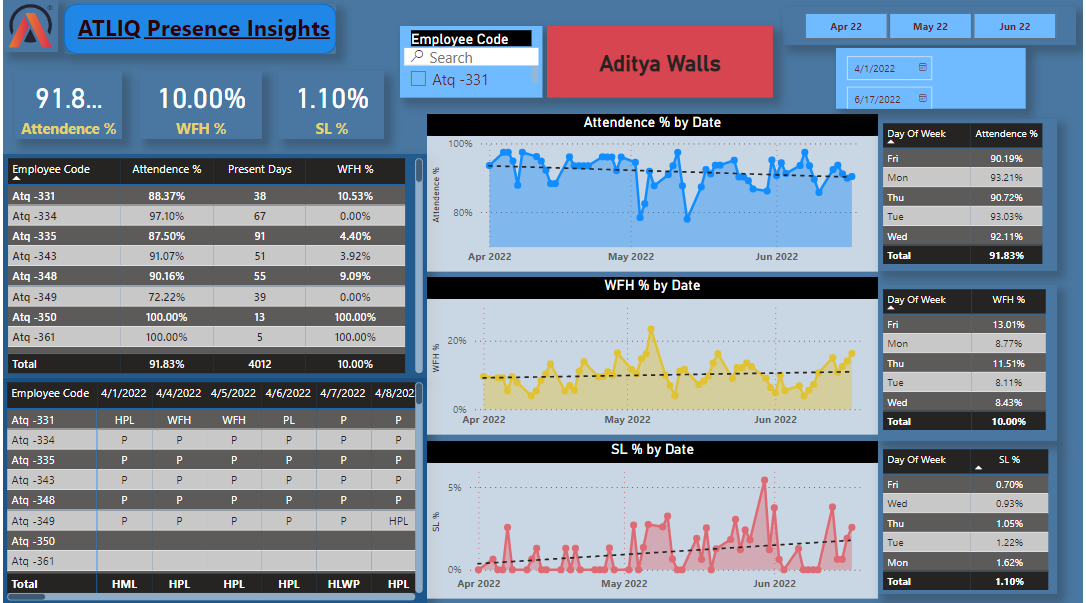 ATLIQ Presence Insights
Employee Code
Search
Atq -331
Aditya Walls
Apr 22 May 22 Jun 22
4/1/2022
6/17/2022
91.8... 10.00% 1.10%
Attendence % WFH % SL %
Employee Code Attendence % Present Days WFH %
Atq -331 88.37% 38 10.53%
Atq -334 97.10% 67 0.00%
Atq -335 87.50% 91 4.40%
Atq -343 91.07% 51 3.92%
Atq -348 90.16% 55 9.09%
Atq -349 72.22% 39 0.00%
Atq -350 100.00% 13 100.00%
Atq -361 100.00% 5 100.00%
Total 91.83% 4012 10.00%
Employee Code 4/1/2022 4/4/2022 4/5/2022 4/6/2022 4/7/2022 4/8/202
Atq -331 HPL WFH WFH PL P P
Atq -334 P P P P P P
Atq -335 P P P P P P
Atq -343 P P P P P P
Atq -348 P P P P P P
Atq -349 P P P P P HPL
Atq -350
Atq -361
Total HML HPL HPL HPL HLWP HPL
Attendence % by Date
Attendence %
100%
80%
Apr 2022 May 2022 Jun 2022
WFH % by Date
WFH %
20%
0%
Apr 2022 May 2022 Jun 2022
SL % by Date
SL %
5%
0%
Apr 2022 May 2022 Jun 2022
Day Of Week Attendence %
Fri 90.19%
Mon 93.21%
Thu 90.72%
Tue 93.03%
Wed 92.11%
Total 91.83%
Day Of Week WFH %
Fri 13.01%
Mon 8.77%
Thu 11.51%
Tue 8.11%
Wed 8.43%
Total 10.00%
Day Of Week SL %
Fri 0.70%
Wed 0.93%
Thu 1.05%
Tue 1.22%
Mon 1.62%
Total 1.10%